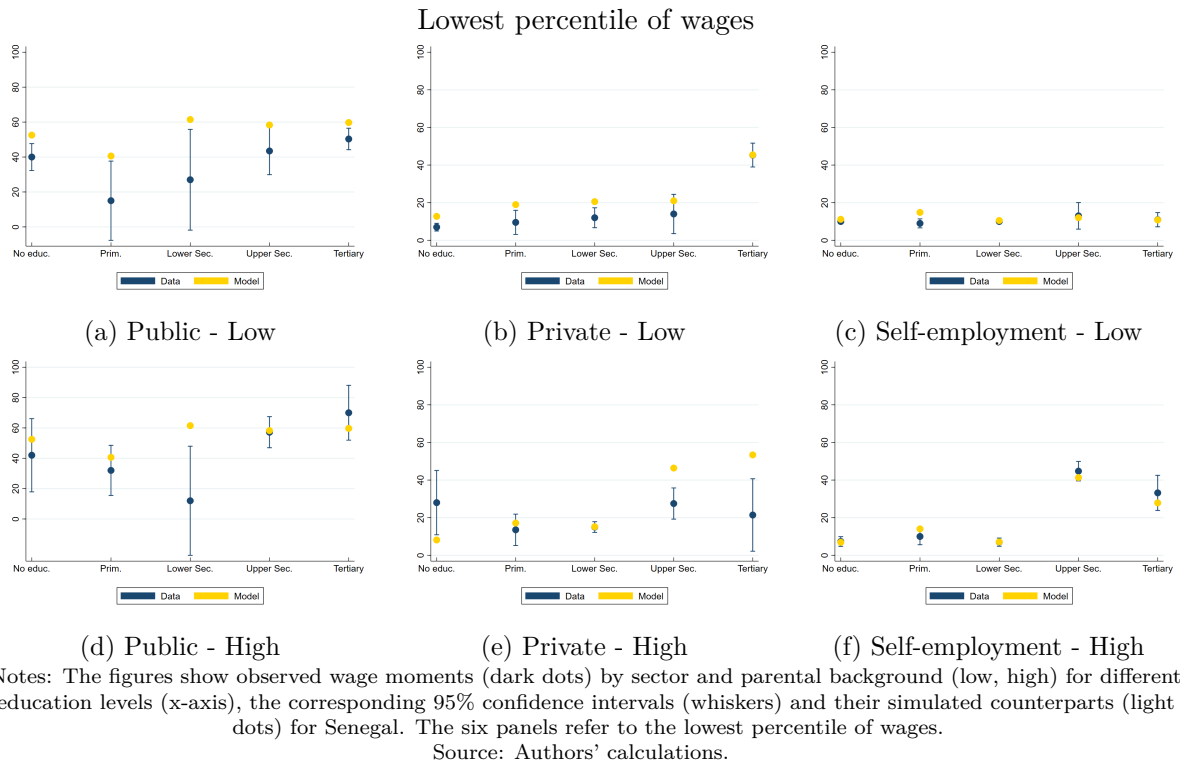 Lowest percentile of wages
0 20 40 60 80 100
No educ. Prim. Lower Sec. Upper Sec. Tertiary
Data Model
(a) Public - Low
0 20 40 60 80 100
No educ. Prim. Lower Sec. Upper Sec. Tertiary
Data Model
(b) Private - Low
0 20 40 60 80 100
No educ. Prim. Lower Sec. Upper Sec. Tertiary
Data Model
(c) Self-employment - Low
0 20 40 60 80 100
No educ. Prim. Lower Sec. Upper Sec. Tertiary
Data Model
(d) Public - High
0 20 40 60 80 100
No educ. Prim. Lower Sec. Upper Sec. Tertiary
Data Model
(e) Private - High
0 20 40 60 80 100
No educ. Prim. Lower Sec. Upper Sec. Tertiary
Data Model
(f) Self-employment - High
Notes: The figures show observed wage moments (dark dots) by sector and parental background (low, high) for different
education levels (x-axis), the corresponding 95% confidence intervals (whiskers) and their simulated counterparts (light
dots) for Senegal. The six panels refer to the lowest percentile of wages.
Source: Authors' calculations.